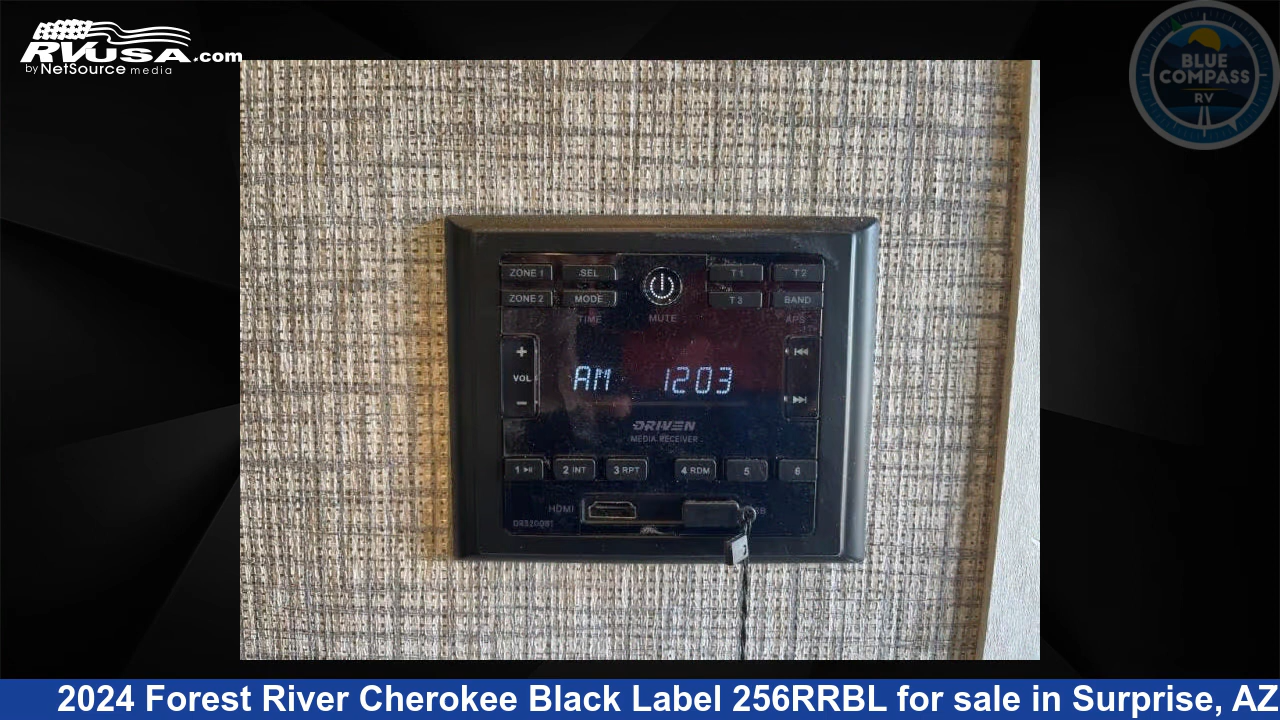 RVUSA.com
by NetSource media
BLUE
COMPASS
RV
ZONE 1 SEL T1 T2
ZONE 2 MODE T3 BAND
TIME MUTE APS
+
VOL
−
AM 1203
DRIVEN
MEDIA RECEIVER
1 2 INT 3 RPT 4 RDM 5 6
HDMI
2024 Forest River Cherokee Black Label 256RRBL for sale in Surprise, AZ